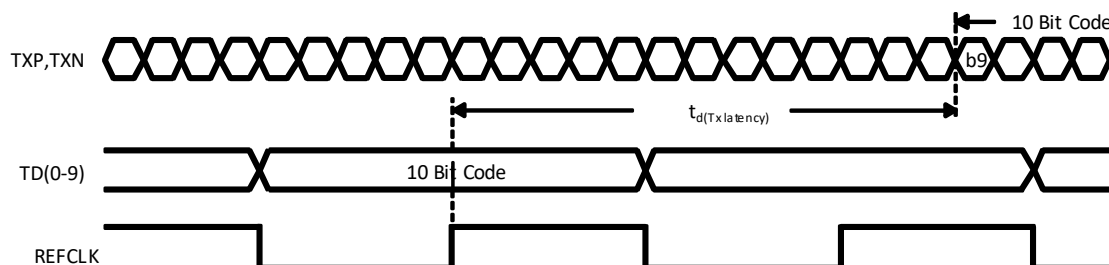 10 Bit Code
TXP,TXN
b9
td(Tx latency)
TD(0-9)
10 Bit Code
REFCLK